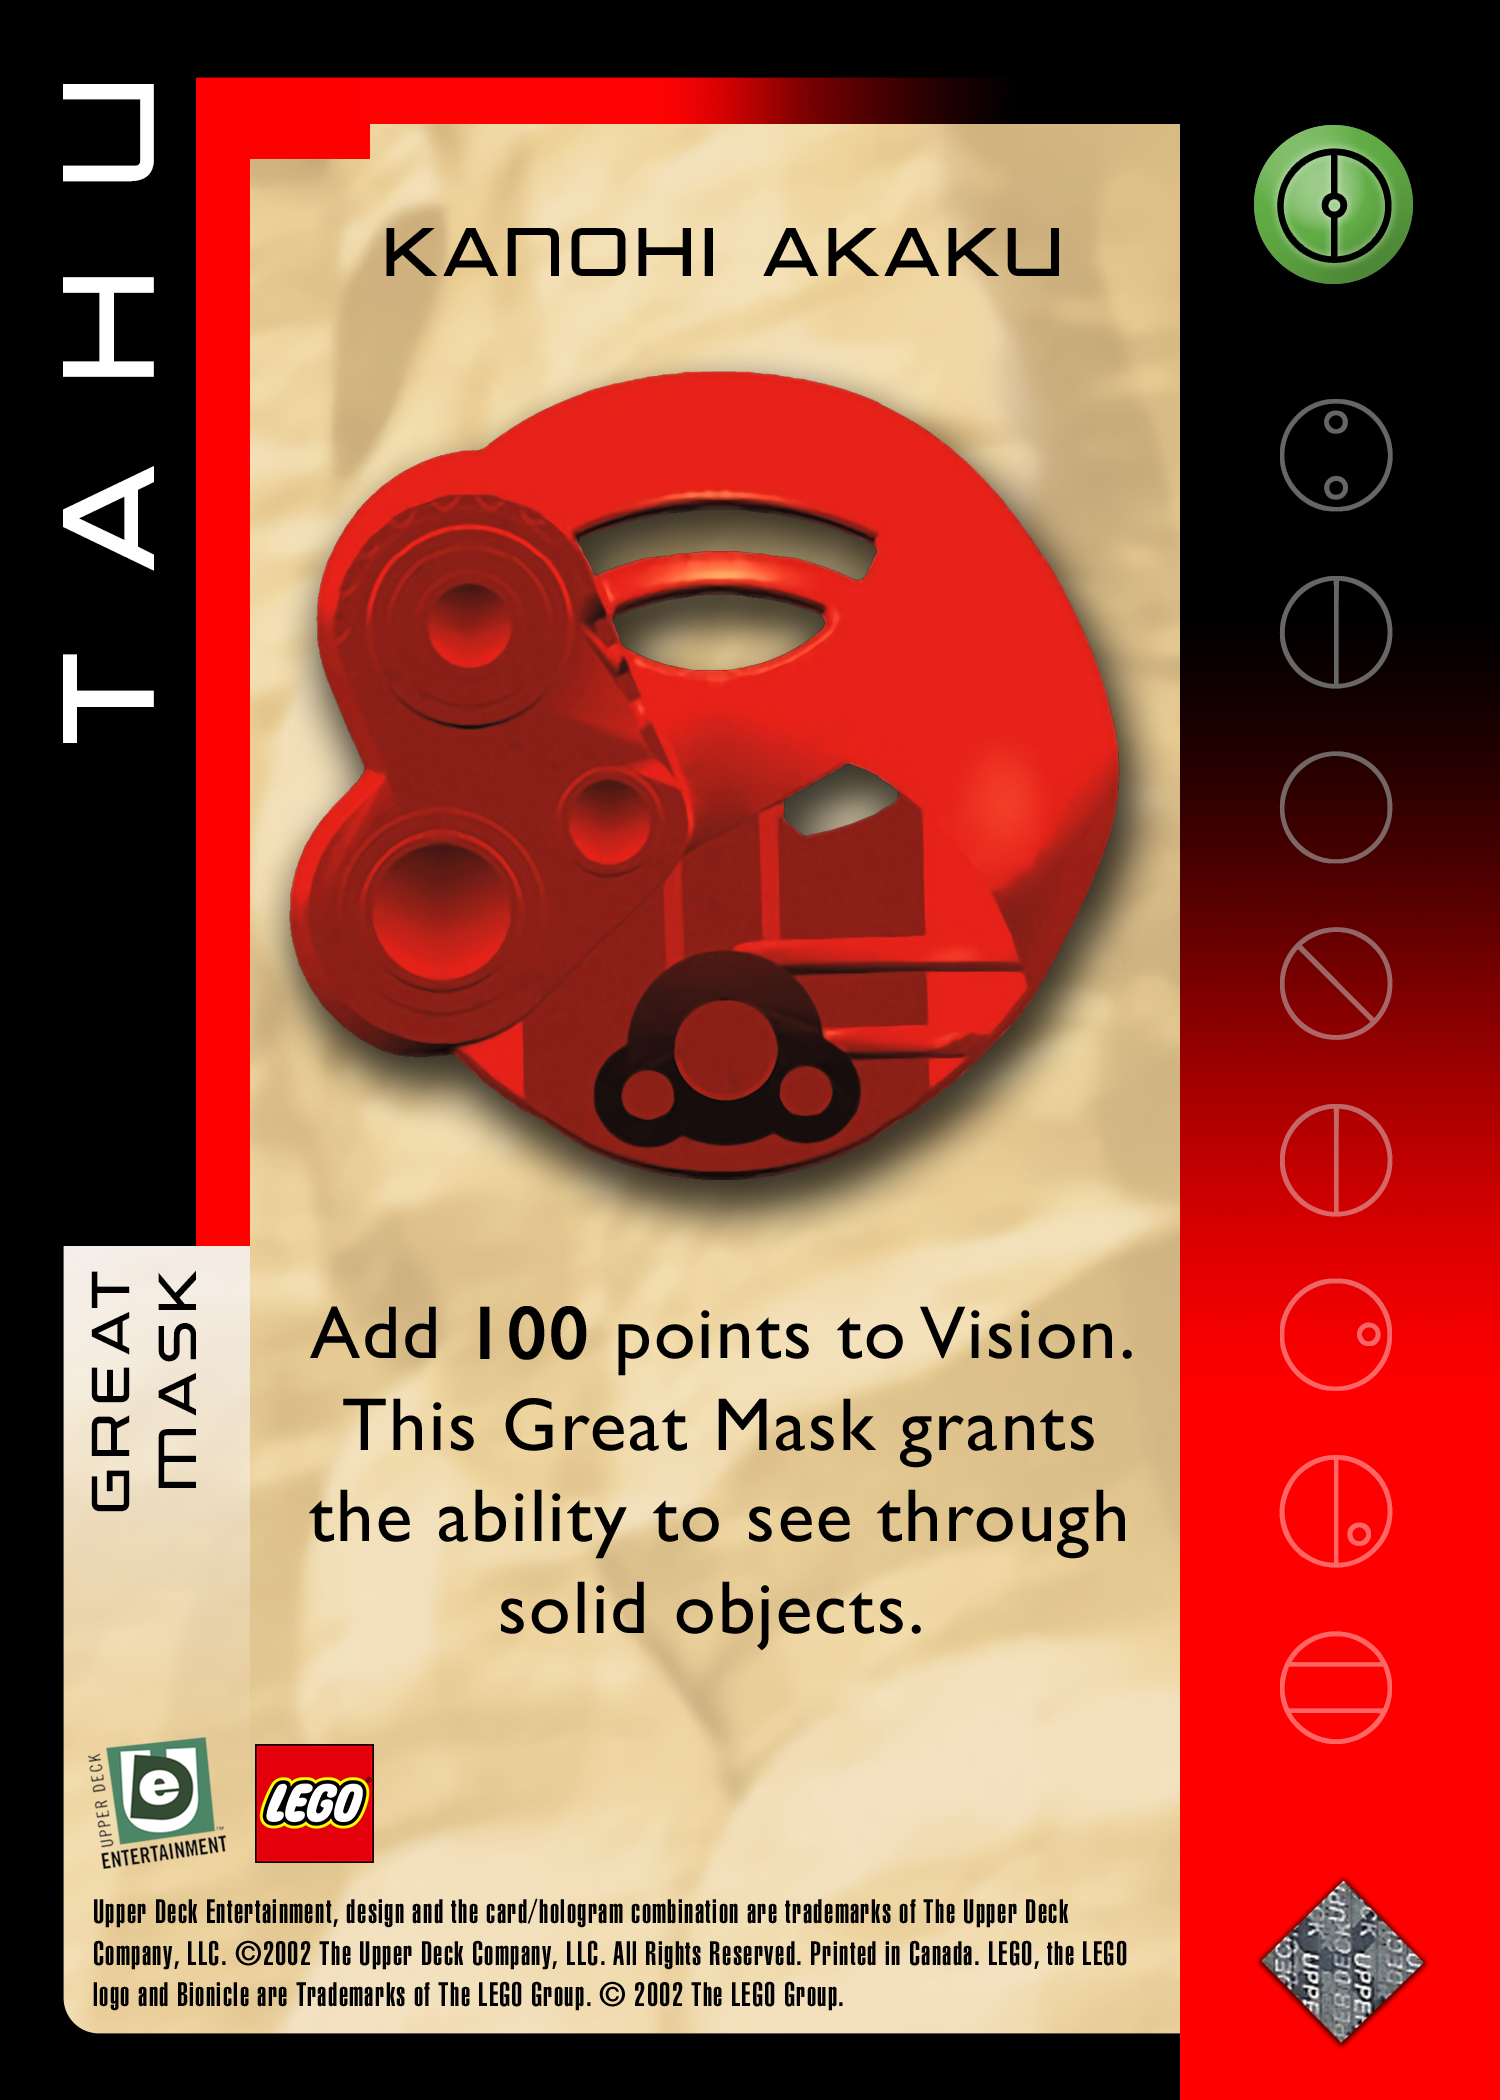 TAHU
KANOHI AKAKU
GREAT
MASK
Add 100 points to Vision.
This Great Mask grants
the ability to see through
solid objects.
UPPER DECK
e
ENTERTAINMENT
™
LEGO
Upper Deck Entertainment, design and the card/hologram combination are trademarks of The Upper Deck
Company, LLC. ©2002 The Upper Deck Company, LLC. All Rights Reserved. Printed in Canada. LEGO, the LEGO
logo and Bionicle are Trademarks of The LEGO Group. © 2002 The LEGO Group.